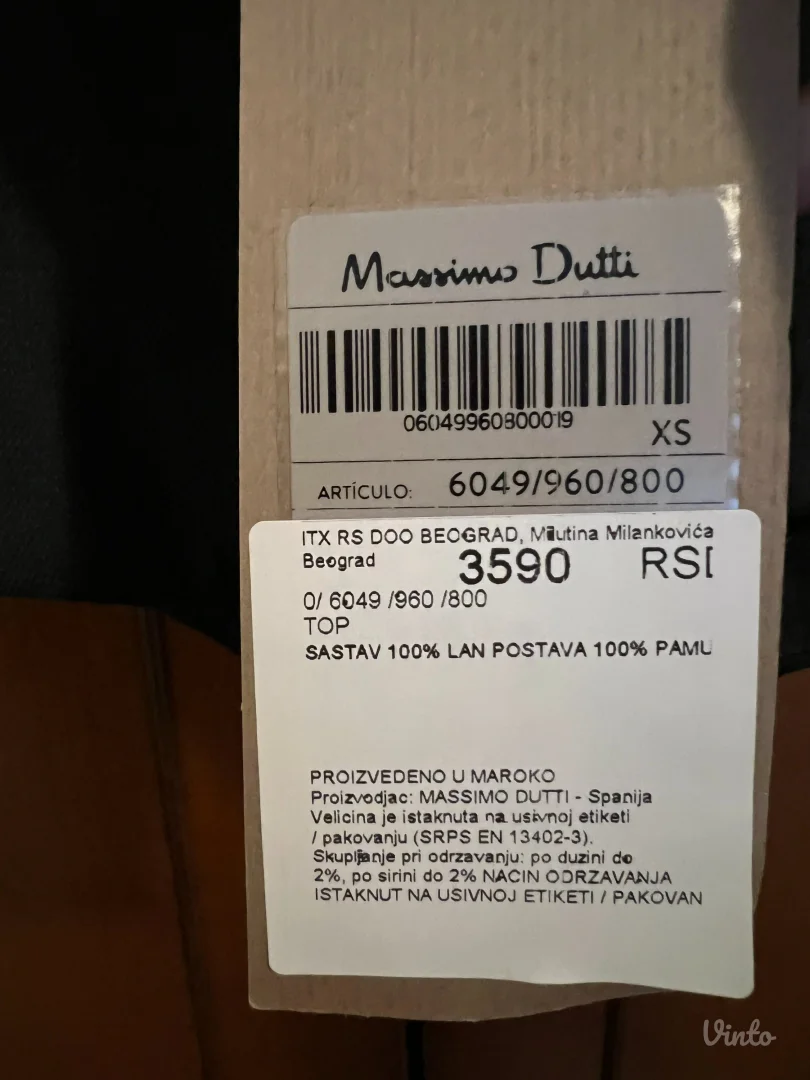 Massimo Dutti
06049960800019
XS
ARTÍCULO: 6049/960/800
ITX RS DOO BEOGRAD, Milutina Milankovića
Beograd 3590 RSD
0/ 6049 /960 /800
TOP
SASTAV 100% LAN POSTAVA 100% PAMU
PROIZVEDENO U MAROKO
Proizvodjac: MASSIMO DUTTI - Spanija
Velicina je istaknuta na usivnoj etiketi
/ pakovanju (SRPS EN 13402-3).
Skupljanje pri odrzavanju: po duzini do
2%, po sirini do 2% NACIN ODRZAVANJA
ISTAKNUT NA USIVNOJ ETIKETI / PAKOVAN
Vinto